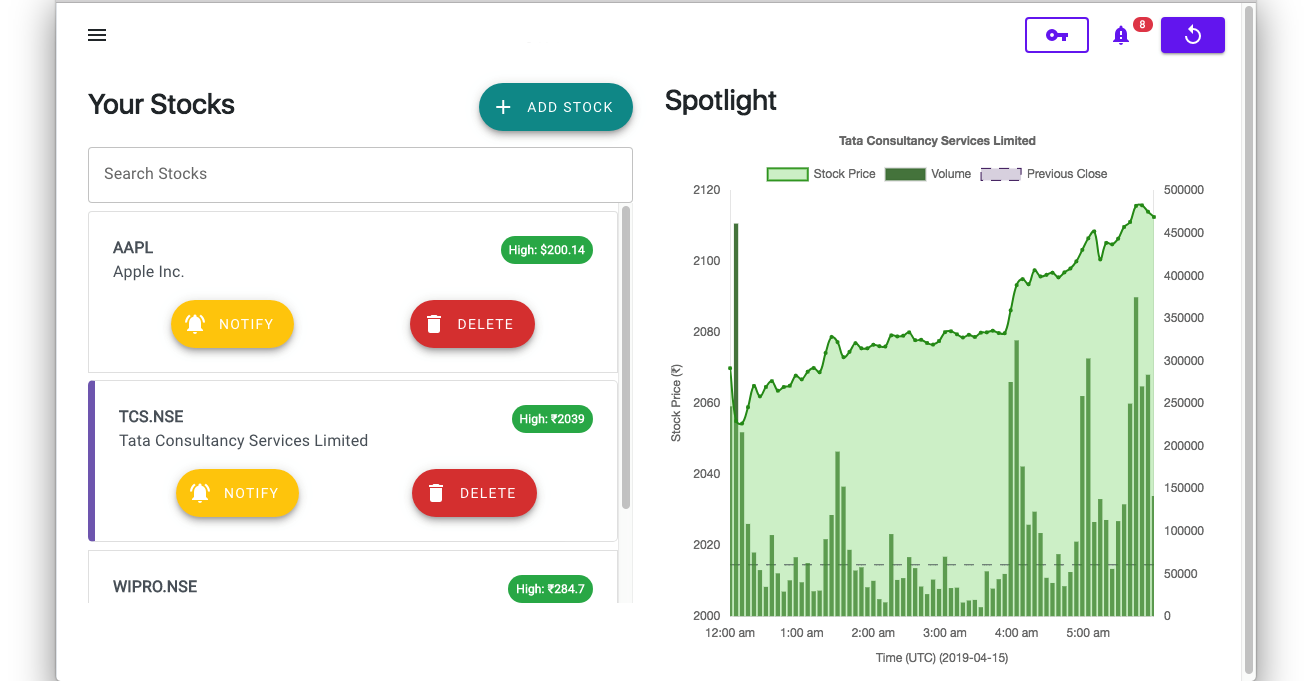 8
Your Stocks
ADD STOCK
Search Stocks
AAPL
High: $200.14
Apple Inc.
NOTIFY
DELETE
TCS.NSE
High: ₹2039
Tata Consultancy Services Limited
NOTIFY
DELETE
WIPRO.NSE
High: ₹284.7
Spotlight
Tata Consultancy Services Limited
Stock Price Volume Previous Close
Stock Price (₹)
2120
2100
2080
2060
2040
2020
2000
500000
450000
400000
350000
300000
250000
200000
150000
100000
50000
0
12:00 am 1:00 am 2:00 am 3:00 am 4:00 am 5:00 am
Time (UTC) (2019-04-15)